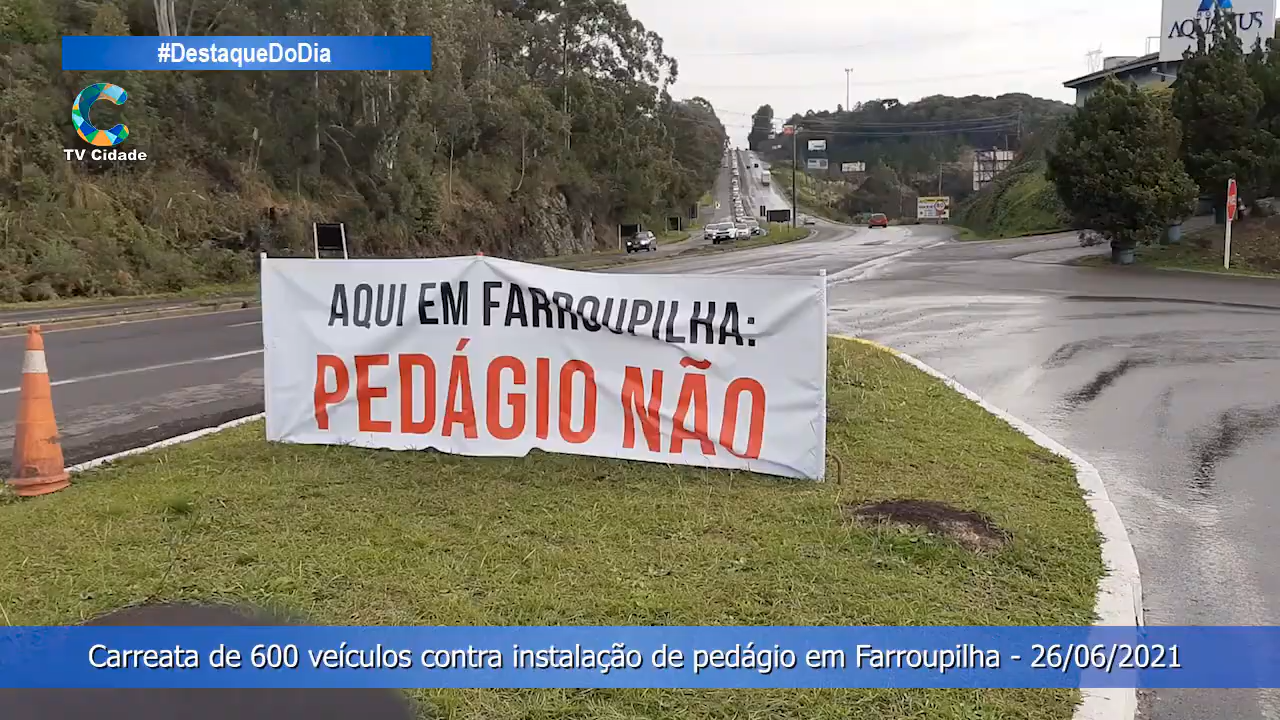 #DestaqueDoDia
TV Cidade
AQUARIUS
AQUI EM FARROUPILHA:
PEDÁGIO NÃO
Carreata de 600 veículos contra instalação de pedágio em Farroupilha - 26/06/2021